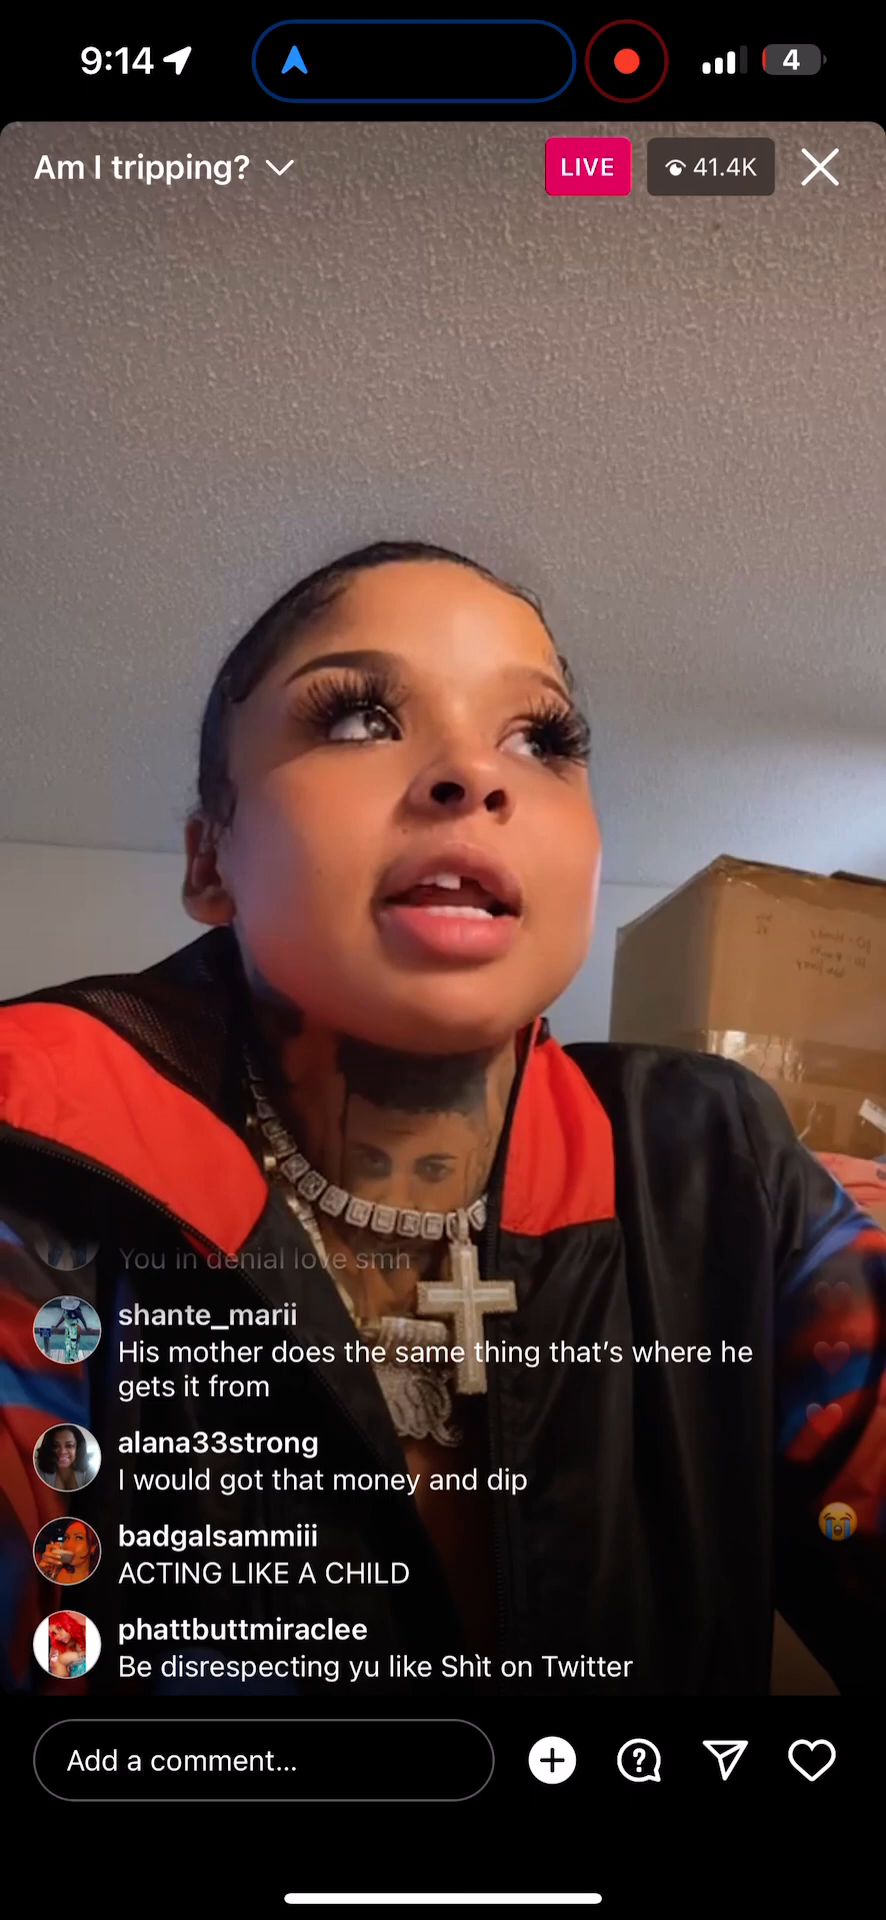 9:14
4
Am I tripping?
LIVE
41.4K
You in denial love smh
shante_marii
His mother does the same thing that's where he
gets it from
alana33strong
I would got that money and dip
badgalsammiii
ACTING LIKE A CHILD
phattbuttmiraclee
Be disrespecting yu like Shìt on Twitter
Add a comment...